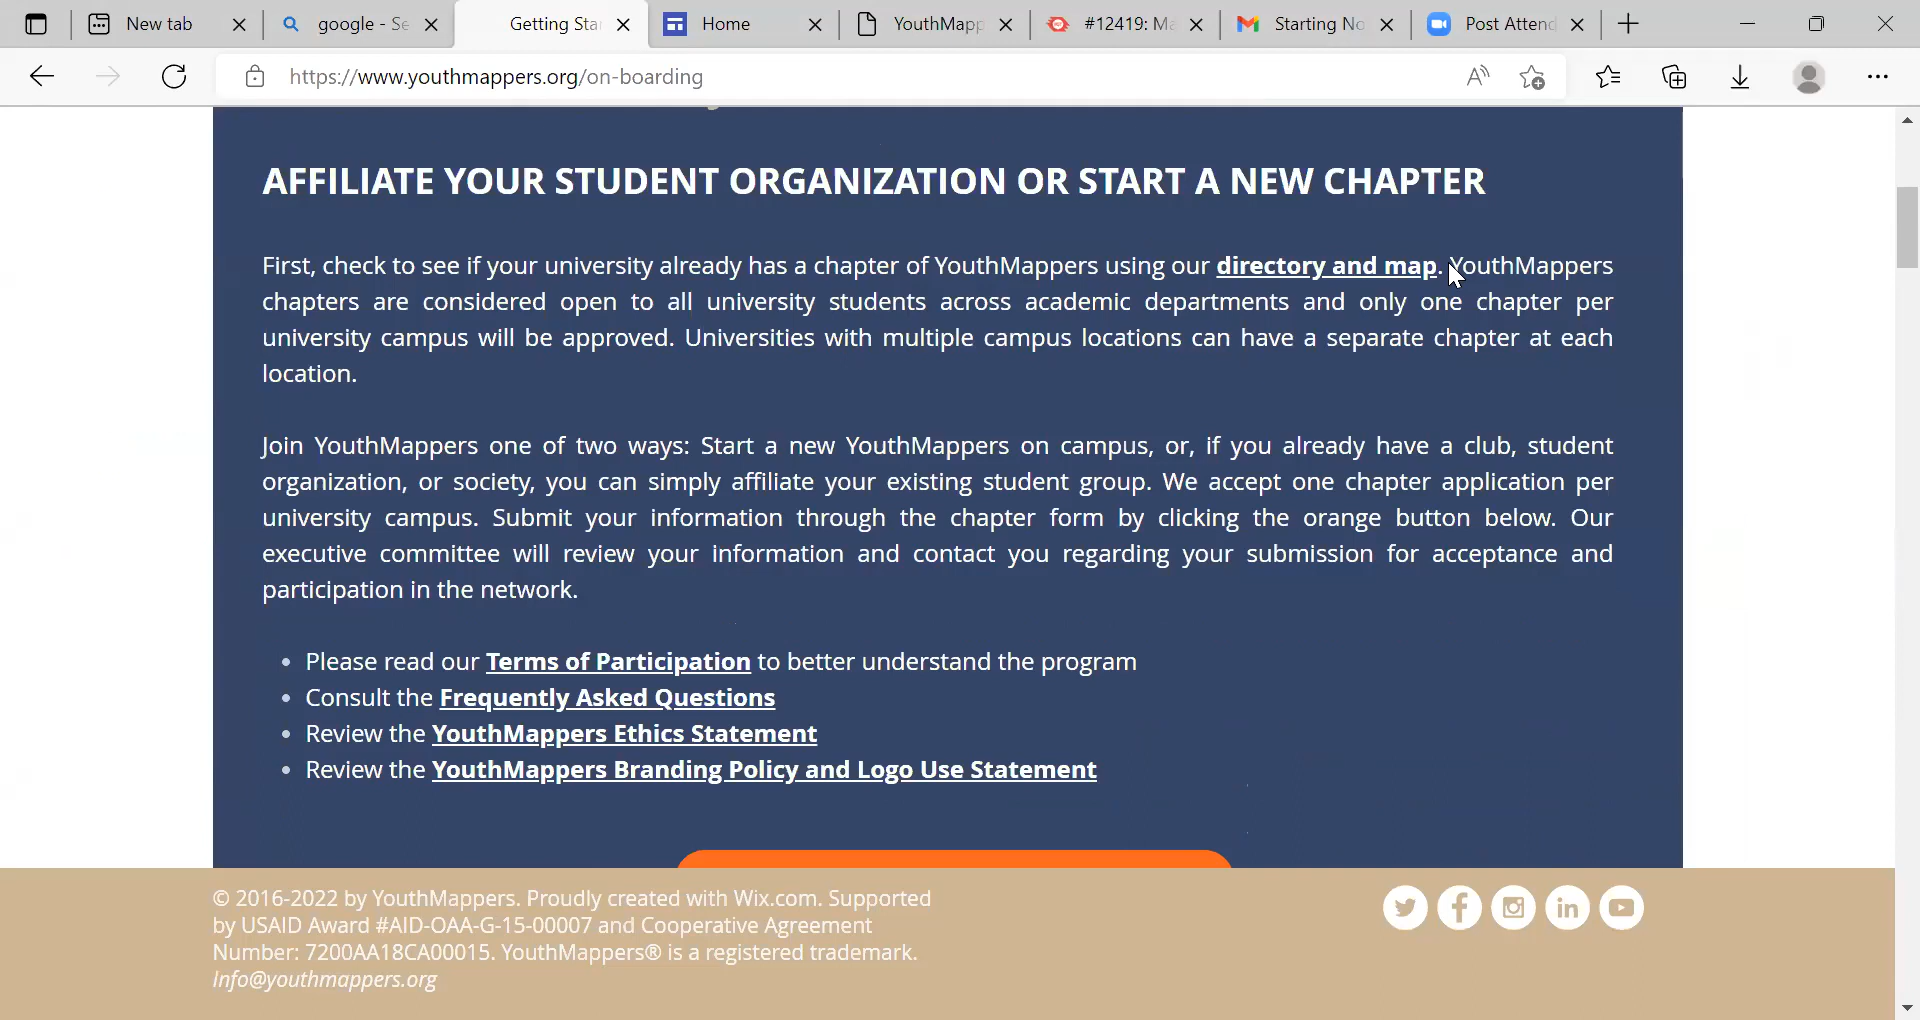 New tab
google - Se
Getting Star
Home
YouthMapp
#12419: Ma
Starting No
Post Attend
https://www.youthmappers.org/on-boarding
AFFILIATE YOUR STUDENT ORGANIZATION OR START A NEW CHAPTER
First, check to see if your university already has a chapter of YouthMappers using our directory and map. YouthMappers
chapters are considered open to all university students across academic departments and only one chapter per
university campus will be approved. Universities with multiple campus locations can have a separate chapter at each
location.
Join YouthMappers one of two ways: Start a new YouthMappers on campus, or, if you already have a club, student
organization, or society, you can simply affiliate your existing student group. We accept one chapter application per
university campus. Submit your information through the chapter form by clicking the orange button below. Our
executive committee will review your information and contact you regarding your submission for acceptance and
participation in the network.
• Please read our Terms of Participation to better understand the program
• Consult the Frequently Asked Questions
• Review the YouthMappers Ethics Statement
• Review the YouthMappers Branding Policy and Logo Use Statement
© 2016-2022 by YouthMappers. Proudly created with Wix.com. Supported
by USAID Award #AID-OAA-G-15-00007 and Cooperative Agreement
Number: 7200AA18CA00015. YouthMappers® is a registered trademark.
Info@youthmappers.org